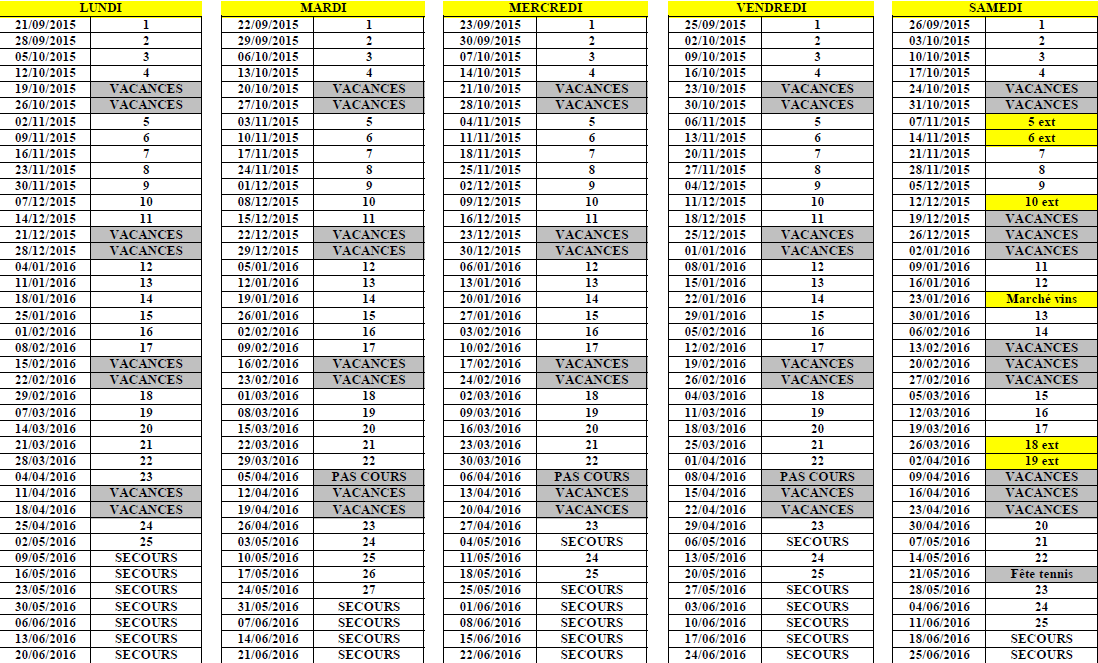 LUNDI MARDI MERCREDI VENDREDI SAMEDI
21/09/2015 1 22/09/2015 1 23/09/2015 1 25/09/2015 1 26/09/2015 1
28/09/2015 2 29/09/2015 2 30/09/2015 2 02/10/2015 2 03/10/2015 2
05/10/2015 3 06/10/2015 3 07/10/2015 3 09/10/2015 3 10/10/2015 3
12/10/2015 4 13/10/2015 4 14/10/2015 4 16/10/2015 4 17/10/2015 4
19/10/2015 VACANCES 20/10/2015 VACANCES 21/10/2015 VACANCES 23/10/2015 VACANCES 24/10/2015 VACANCES
26/10/2015 VACANCES 27/10/2015 VACANCES 28/10/2015 VACANCES 30/10/2015 VACANCES 31/10/2015 VACANCES
02/11/2015 5 03/11/2015 5 04/11/2015 5 06/11/2015 5 07/11/2015 5 ext
09/11/2015 6 10/11/2015 6 11/11/2015 6 13/11/2015 6 14/11/2015 6 ext
16/11/2015 7 17/11/2015 7 18/11/2015 7 20/11/2015 7 21/11/2015 7
23/11/2015 8 24/11/2015 8 25/11/2015 8 27/11/2015 8 28/11/2015 8
30/11/2015 9 01/12/2015 9 02/12/2015 9 04/12/2015 9 05/12/2015 9
07/12/2015 10 08/12/2015 10 09/12/2015 10 11/12/2015 10 12/12/2015 10 ext
14/12/2015 11 15/12/2015 11 16/12/2015 11 18/12/2015 11 19/12/2015 VACANCES
21/12/2015 VACANCES 22/12/2015 VACANCES 23/12/2015 VACANCES 25/12/2015 VACANCES 26/12/2015 VACANCES
28/12/2015 VACANCES 29/12/2015 VACANCES 30/12/2015 VACANCES 01/01/2016 VACANCES 02/01/2016 VACANCES
04/01/2016 12 05/01/2016 12 06/01/2016 12 08/01/2016 12 09/01/2016 11
11/01/2016 13 12/01/2016 13 13/01/2016 13 15/01/2016 13 16/01/2016 12
18/01/2016 14 19/01/2016 14 20/01/2016 14 22/01/2016 14 23/01/2016 Marché vins
25/01/2016 15 26/01/2016 15 27/01/2016 15 29/01/2016 15 30/01/2016 13
01/02/2016 16 02/02/2016 16 03/02/2016 16 05/02/2016 16 06/02/2016 14
08/02/2016 17 09/02/2016 17 10/02/2016 17 12/02/2016 17 13/02/2016 VACANCES
15/02/2016 VACANCES 16/02/2016 VACANCES 17/02/2016 VACANCES 19/02/2016 VACANCES 20/02/2016 VACANCES
22/02/2016 VACANCES 23/02/2016 VACANCES 24/02/2016 VACANCES 26/02/2016 VACANCES 27/02/2016 VACANCES
29/02/2016 18 01/03/2016 18 02/03/2016 18 04/03/2016 18 05/03/2016 15
07/03/2016 19 08/03/2016 19 09/03/2016 19 11/03/2016 19 12/03/2016 16
14/03/2016 20 15/03/2016 20 16/03/2016 20 18/03/2016 20 19/03/2016 17
21/03/2016 21 22/03/2016 21 23/03/2016 21 25/03/2016 21 26/03/2016 18 ext
28/03/2016 22 29/03/2016 22 30/03/2016 22 01/04/2016 22 02/04/2016 19 ext
04/04/2016 23 05/04/2016 PAS COURS 06/04/2016 PAS COURS 08/04/2016 PAS COURS 09/04/2016 VACANCES
11/04/2016 VACANCES 12/04/2016 VACANCES 13/04/2016 VACANCES 15/04/2016 VACANCES 16/04/2016 VACANCES
18/04/2016 VACANCES 19/04/2016 VACANCES 20/04/2016 VACANCES 22/04/2016 VACANCES 23/04/2016 VACANCES
25/04/2016 24 26/04/2016 23 27/04/2016 23 29/04/2016 23 30/04/2016 20
02/05/2016 25 03/05/2016 24 04/05/2016 SECOURS 06/05/2016 SECOURS 07/05/2016 21
09/05/2016 SECOURS 10/05/2016 25 11/05/2016 24 13/05/2016 24 14/05/2016 22
16/05/2016 SECOURS 17/05/2016 26 18/05/2016 25 20/05/2016 25 21/05/2016 Fête tennis
23/05/2016 SECOURS 24/05/2016 27 25/05/2016 SECOURS 27/05/2016 SECOURS 28/05/2016 23
30/05/2016 SECOURS 31/05/2016 SECOURS 01/06/2016 SECOURS 03/06/2016 SECOURS 04/06/2016 24
06/06/2016 SECOURS 07/06/2016 SECOURS 08/06/2016 SECOURS 10/06/2016 SECOURS 11/06/2016 25
13/06/2016 SECOURS 14/06/2016 SECOURS 15/06/2016 SECOURS 17/06/2016 SECOURS 18/06/2016 SECOURS
20/06/2016 SECOURS 21/06/2016 SECOURS 22/06/2016 SECOURS 24/06/2016 SECOURS 25/06/2016 SECOURS